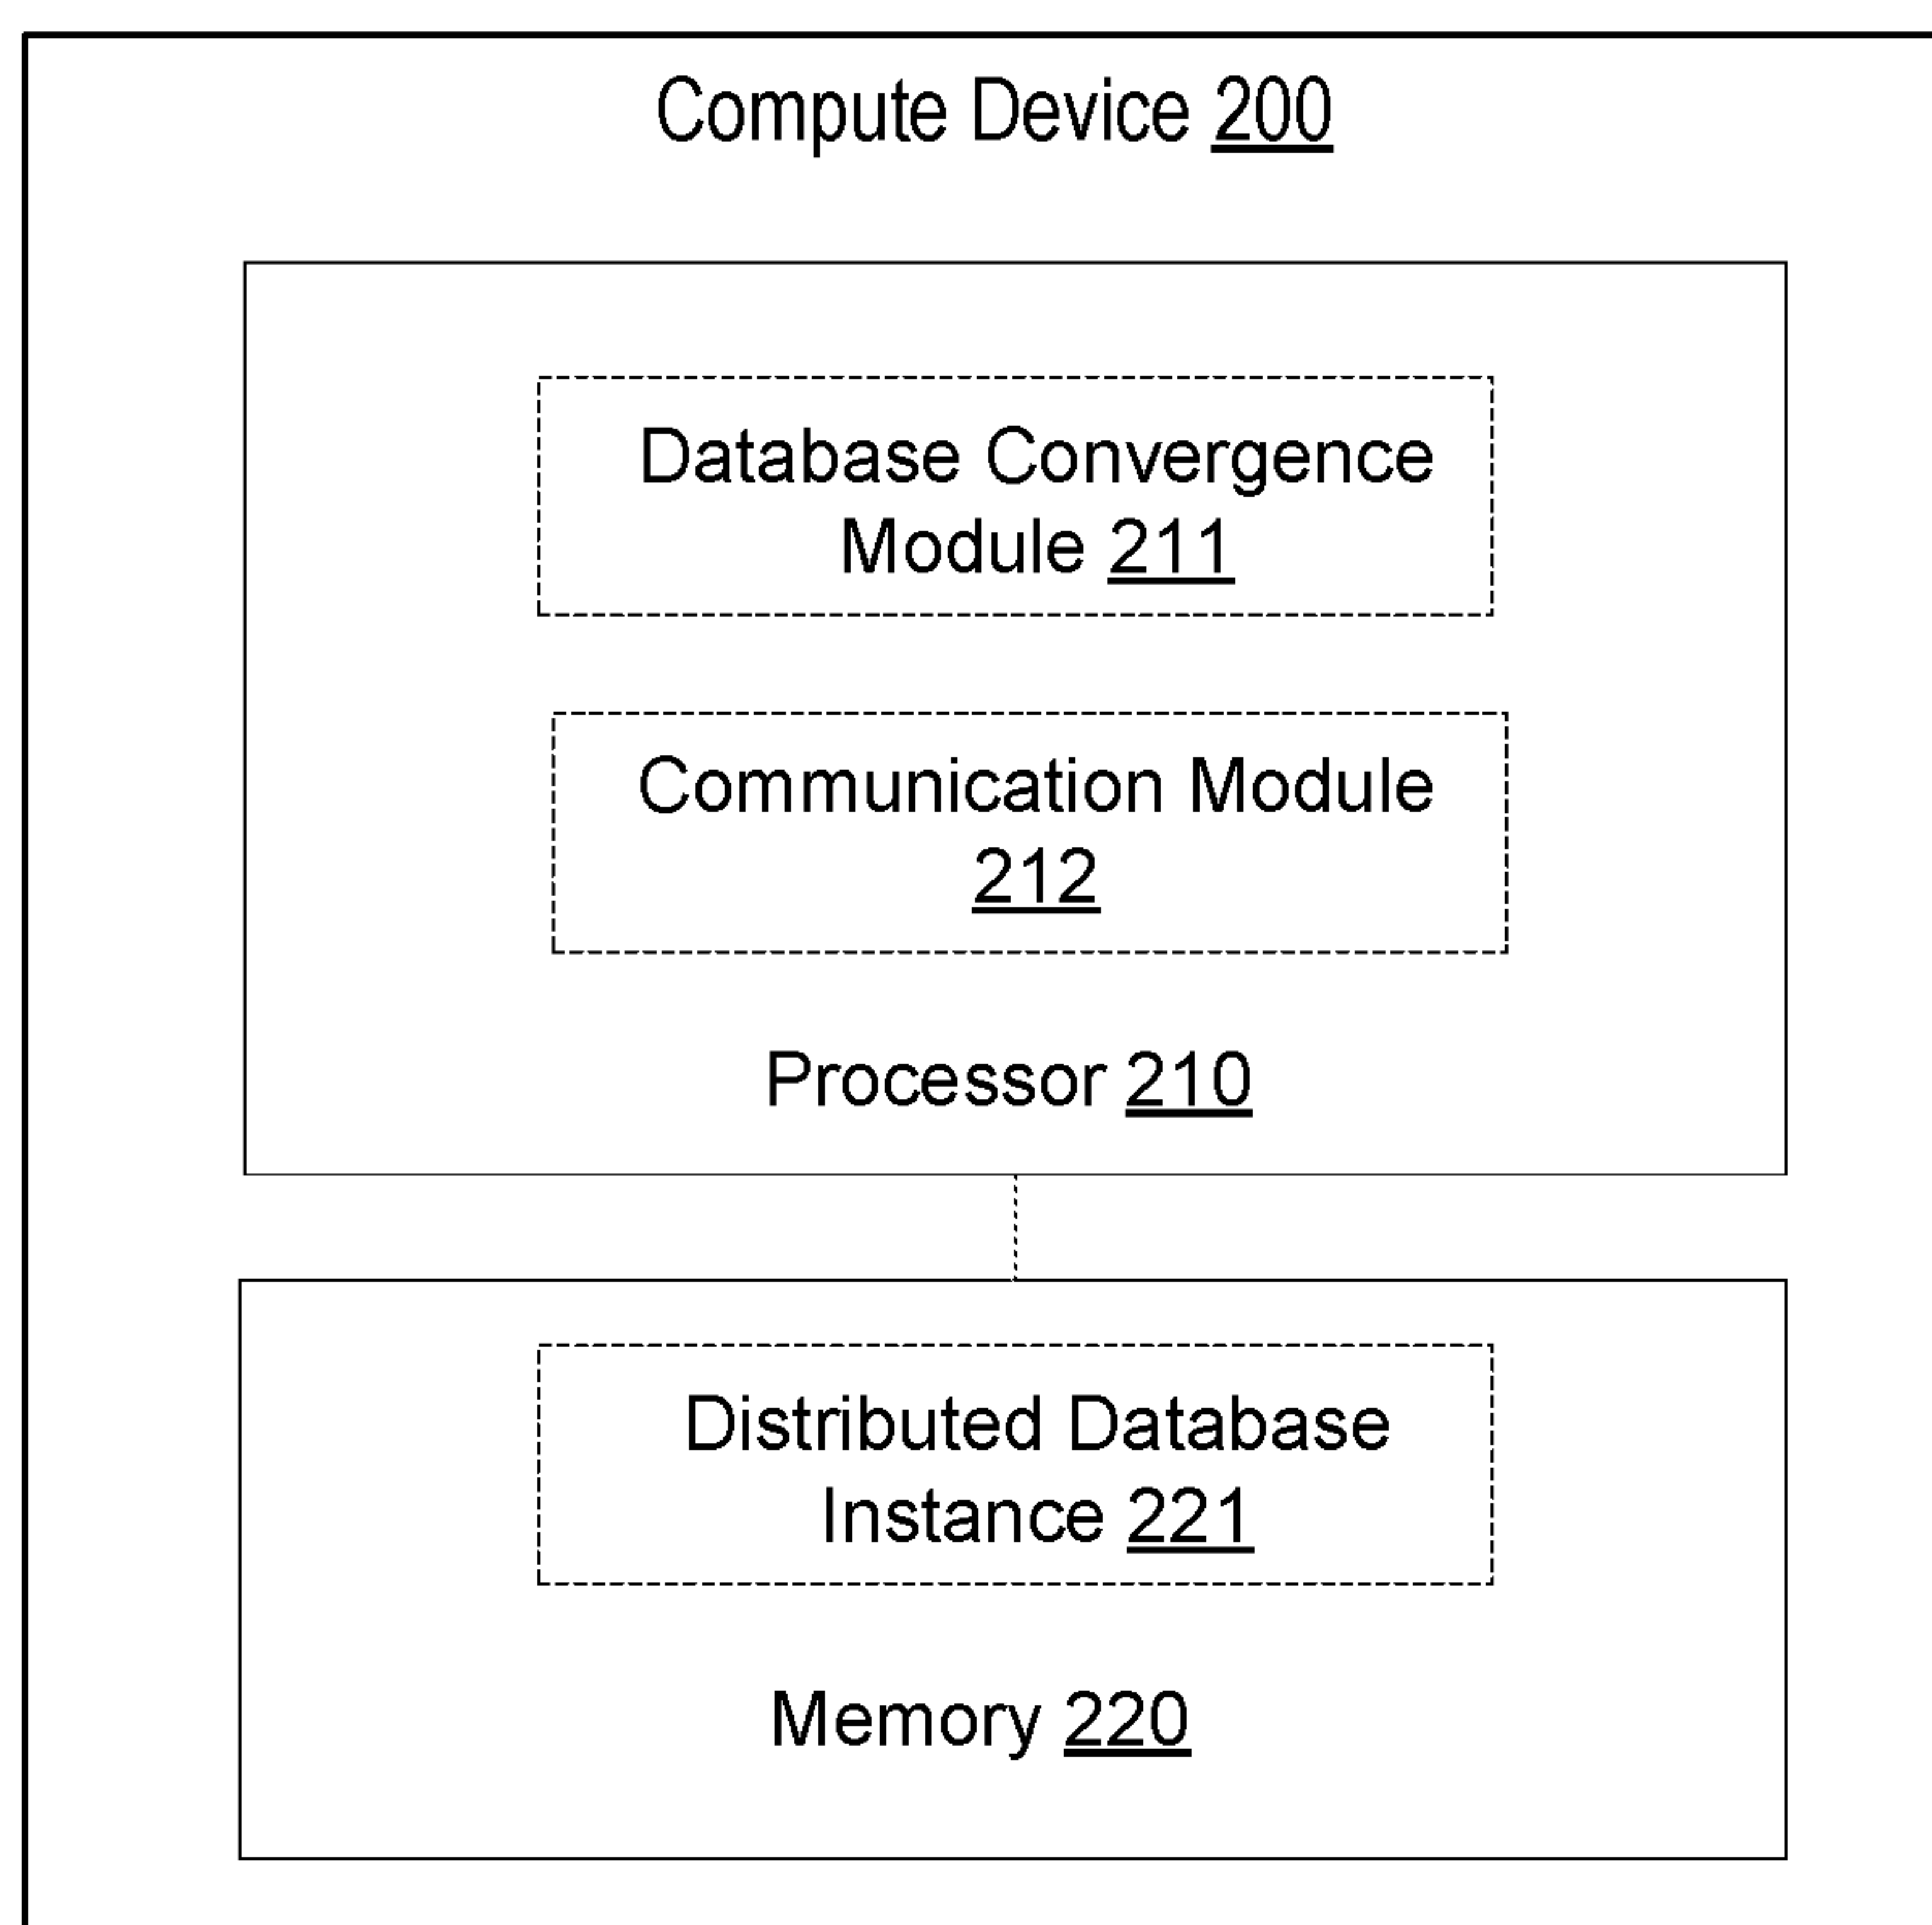 Compute Device 200
Database Convergence
Module 211
Communication Module
212
Processor 210
Distributed Database
Instance 221
Memory 220